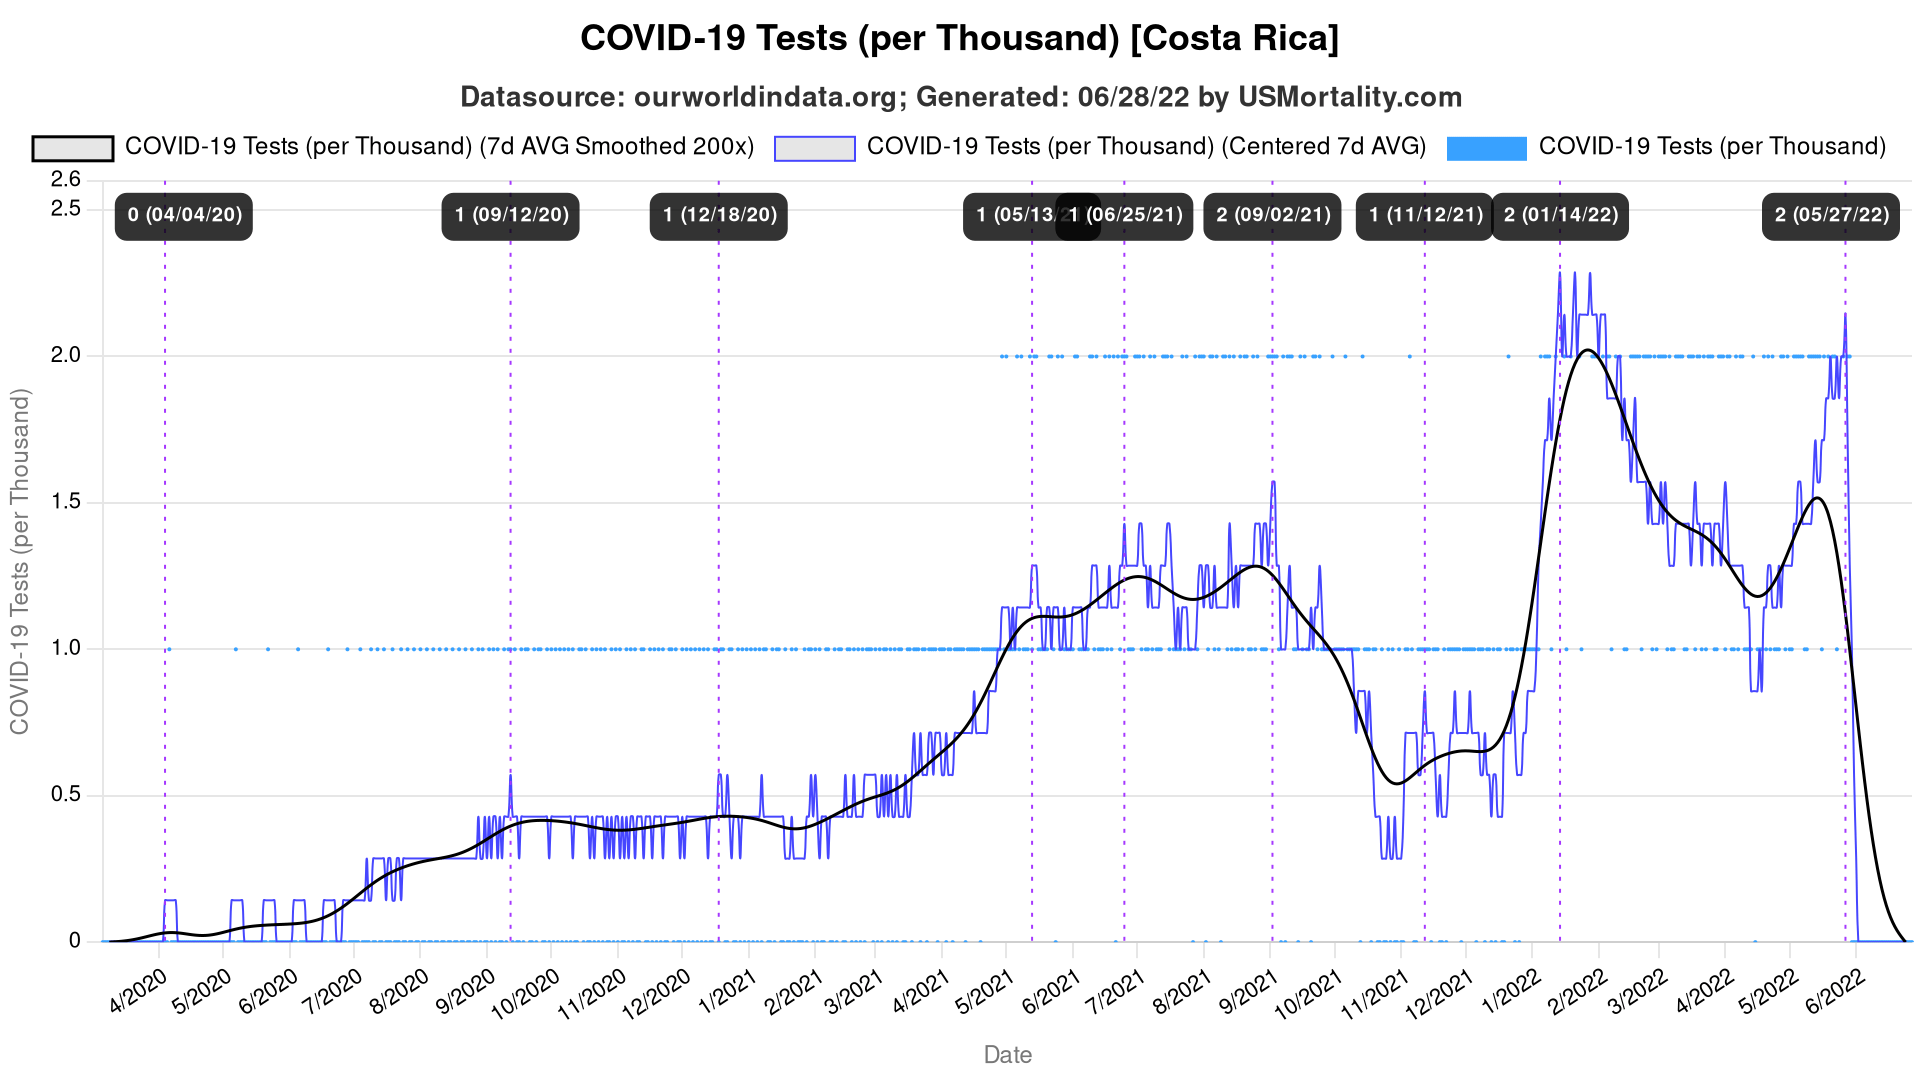 COVID-19 Tests (per Thousand) [Costa Rica]
Datasource: ourworldindata.org; Generated: 06/28/22 by USMortality.com
COVID-19 Tests (per Thousand) (7d AVG Smoothed 200x) COVID-19 Tests (per Thousand) (Centered 7d AVG) COVID-19 Tests (per Thousand)
2.6
0 (04/04/20) 1 (09/12/20) 1 (12/18/20) 1 (05/13/21) 1 (06/25/21) 2 (09/02/21) 1 (11/12/21) 2 (01/14/22) 2 (05/27/22)
2.5
2.0
1.5
1.0
0.5
0
COVID-19 Tests (per Thousand)
4/2020 5/2020 6/2020 7/2020 8/2020 9/2020 10/2020 11/2020 12/2020 1/2021 2/2021 3/2021 4/2021 5/2021 6/2021 7/2021 8/2021 9/2021 10/2021 11/2021 12/2021 1/2022 2/2022 3/2022 4/2022 5/2022 6/2022
Date